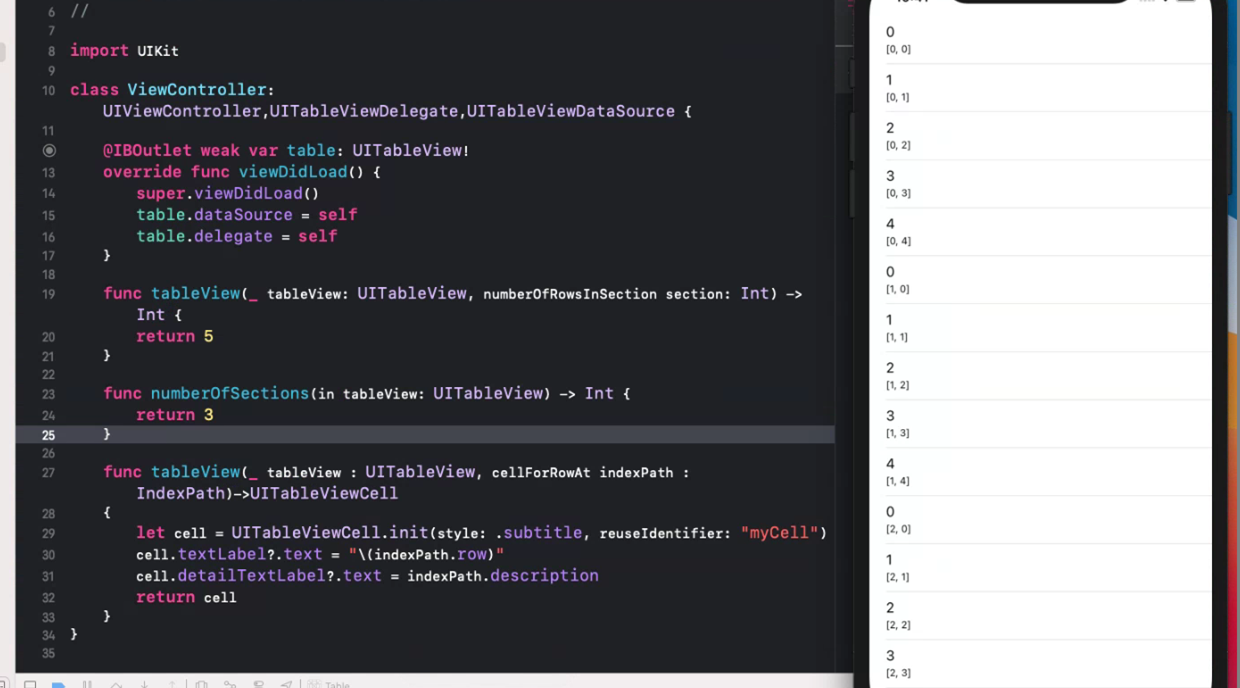 6 //
7
8 import UIKit
9
10 class ViewController:
UIViewController,UITableViewDelegate,UITableViewDataSource {
11
@IBOutlet weak var table: UITableView!
13 override func viewDidLoad() {
14 super.viewDidLoad()
15 table.dataSource = self
16 table.delegate = self
17 }
18
19 func tableView(_ tableView: UITableView, numberOfRowsInSection section: Int) ->
Int {
20 return 5
21 }
22
23 func numberOfSections(in tableView: UITableView) -> Int {
24 return 3
25 }
26
27 func tableView(_ tableView : UITableView, cellForRowAt indexPath :
IndexPath)->UITableViewCell
28 {
29 let cell = UITableViewCell.init(style: .subtitle, reuseIdentifier: "myCell")
30 cell.textLabel?.text = "\(indexPath.row)"
31 cell.detailTextLabel?.text = indexPath.description
32 return cell
33 }
34 }
35
Table
0
[0, 0]
1
[0, 1]
2
[0, 2]
3
[0, 3]
4
[0, 4]
0
[1, 0]
1
[1, 1]
2
[1, 2]
3
[1, 3]
4
[1, 4]
0
[2, 0]
1
[2, 1]
2
[2, 2]
3
[2, 3]